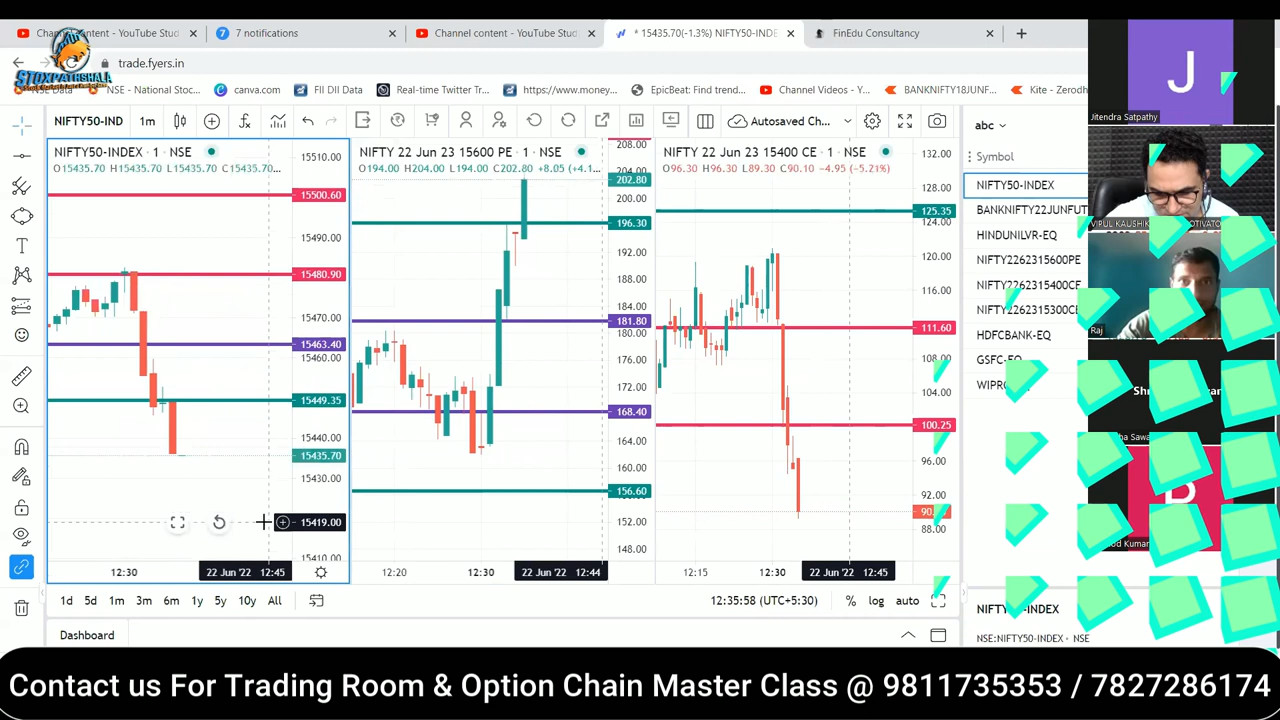 Channel content - YouTube Stud
7 notifications
Channel content - YouTube Stud
* 15435.70(-1.3%) NIFTY50-INDE
FinEdu Consultancy
STOXPATHSHALA
trade.fyers.in
NSE Data
NSE - National Stoc...
canva.com
FII DII Data
Real-time Twitter Tr...
https://www.money...
EpicBeat: Find trend...
Channel Videos - Y...
BANKNIFTY18JUNF...
Kite - Zerodh
NIFTY50-IND
1m
Autosaved Ch...
abc
J
Jitendra Satpathy
NIFTY50-INDEX · 1 · NSE
O15435.70 H15435.70 L15435.70 C15435.70...
15510.00
15500.60
15490.00
15480.90
15470.00
15463.40
15460.00
15449.35
15440.00
15435.70
15430.00
15419.00
15410.00
12:30
22 Jun '22 12:45
NIFTY 22 Jun 23 15600 PE · 1 · NSE
O194.00 H204.00 L194.00 C202.80 +8.05 (+4.1...
208.00
204.00
202.80
200.00
196.30
192.00
188.00
184.00
181.80
180.00
176.00
172.00
168.40
164.00
160.00
156.60
152.00
148.00
12:20
12:30
22 Jun '22 12:44
NIFTY 22 Jun 23 15400 CE · 1 · NSE
O96.30 H96.30 L89.30 C90.10 −4.95 (−5.21%)
132.00
128.00
125.35
124.00
120.00
116.00
111.60
108.00
104.00
100.25
96.00
92.00
88.00
12:15
12:30
22 Jun '22 12:45
Symbol
NIFTY50-INDEX
BANKNIFTY22JUNFUT
HINDUNILVR-EQ
NIFTY2262315600PE
NIFTY2262315400CE
NIFTY2262315300CE
HDFCBANK-EQ
GSFC-EQ
VIPUL KAUSHIK
Raj
1d 5d 1m 3m 6m 1y 5y 10y All
12:35:58 (UTC+5:30)
% log auto
NSE:NIFTY50-INDEX • NSE
Dashboard
Contact us For Trading Room & Option Chain Master Class @ 9811735353 / 7827286174